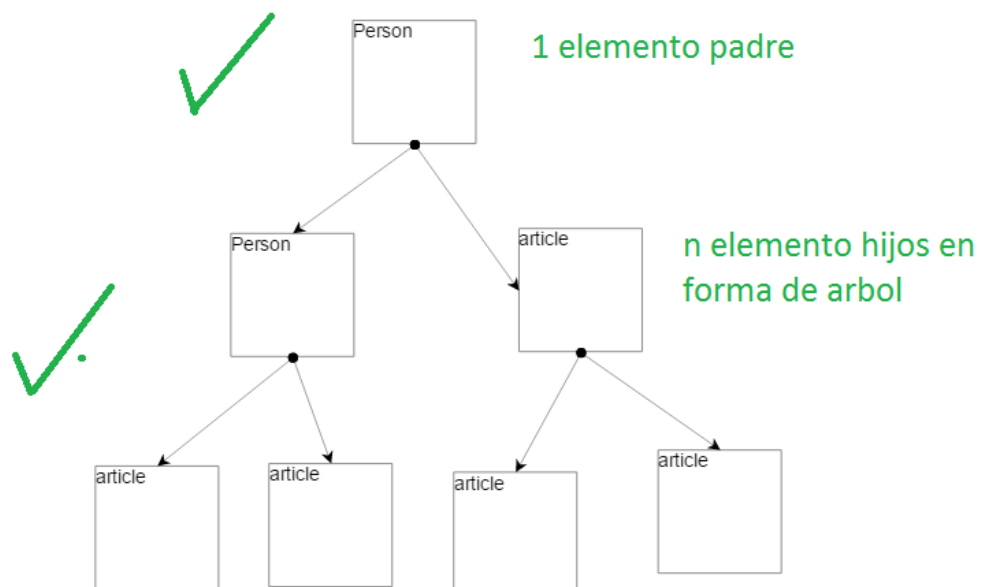 Person
1 elemento padre
Person
article
n elemento hijos en
forma de arbol
article
article
article
article